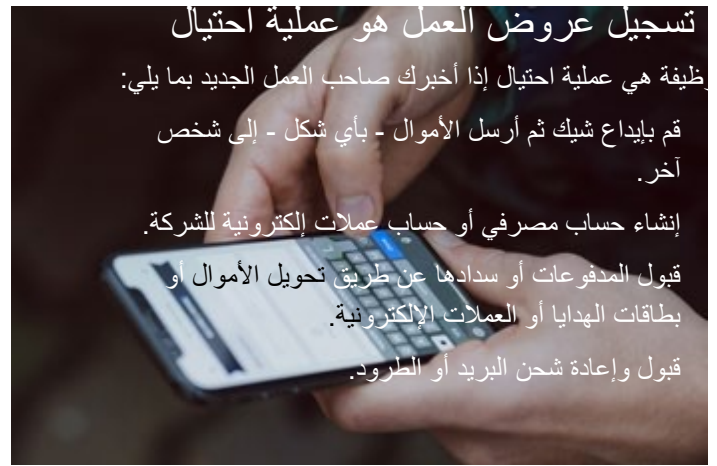 تسجيل عروض العمل هو عملية احتيال
وظيفة هي عملية احتيال إذا أخبرك صاحب العمل الجديد بما يلي:
قم بإيداع شيك ثم أرسل الأموال - بأي شكل - إلى شخص
آخر.
إنشاء حساب مصرفي أو حساب عملات إلكترونية للشركة.
قبول المدفوعات أو سدادها عن طريق تحويل الأموال أو
بطاقات الهدايا أو العملات الإلكترونية.
قبول وإعادة شحن البريد أو الطرود.